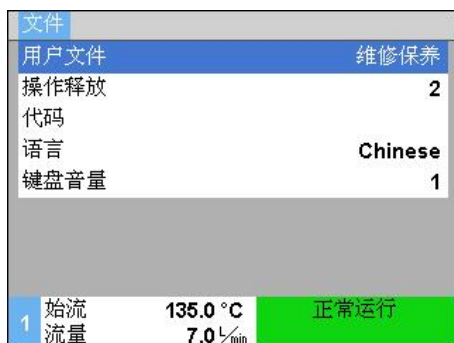 文件
用户文件 维修保养
操作释放 2
代码
语言 Chinese
键盘音量 1
1 始流 135.0 °C 正常运行
流量 7.0 L/min